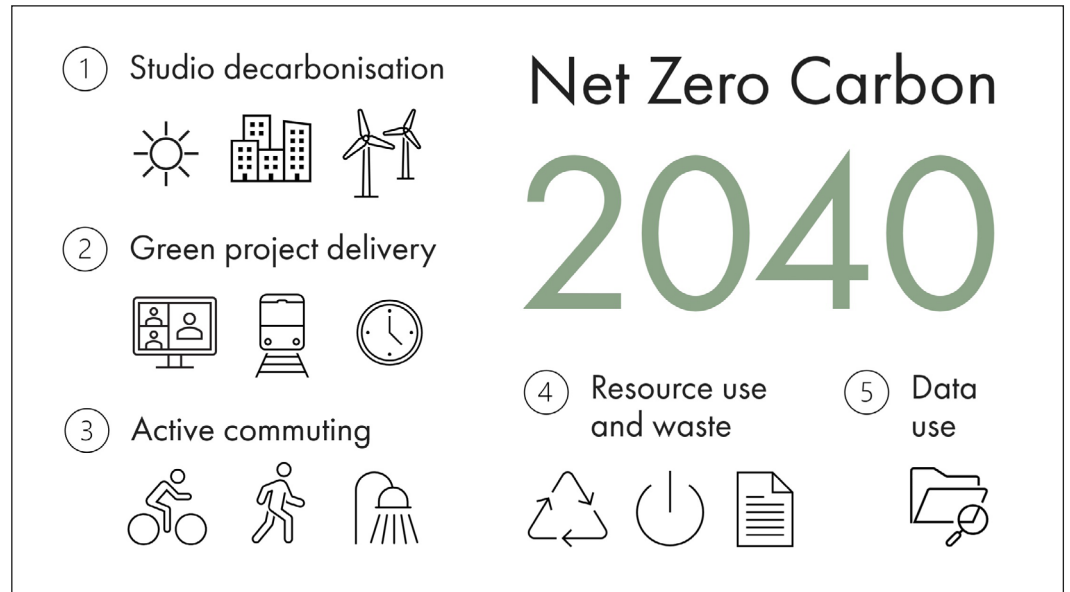 1 Studio decarbonisation
2 Green project delivery
3 Active commuting
Net Zero Carbon
2040
4 Resource use
and waste
5 Data
use